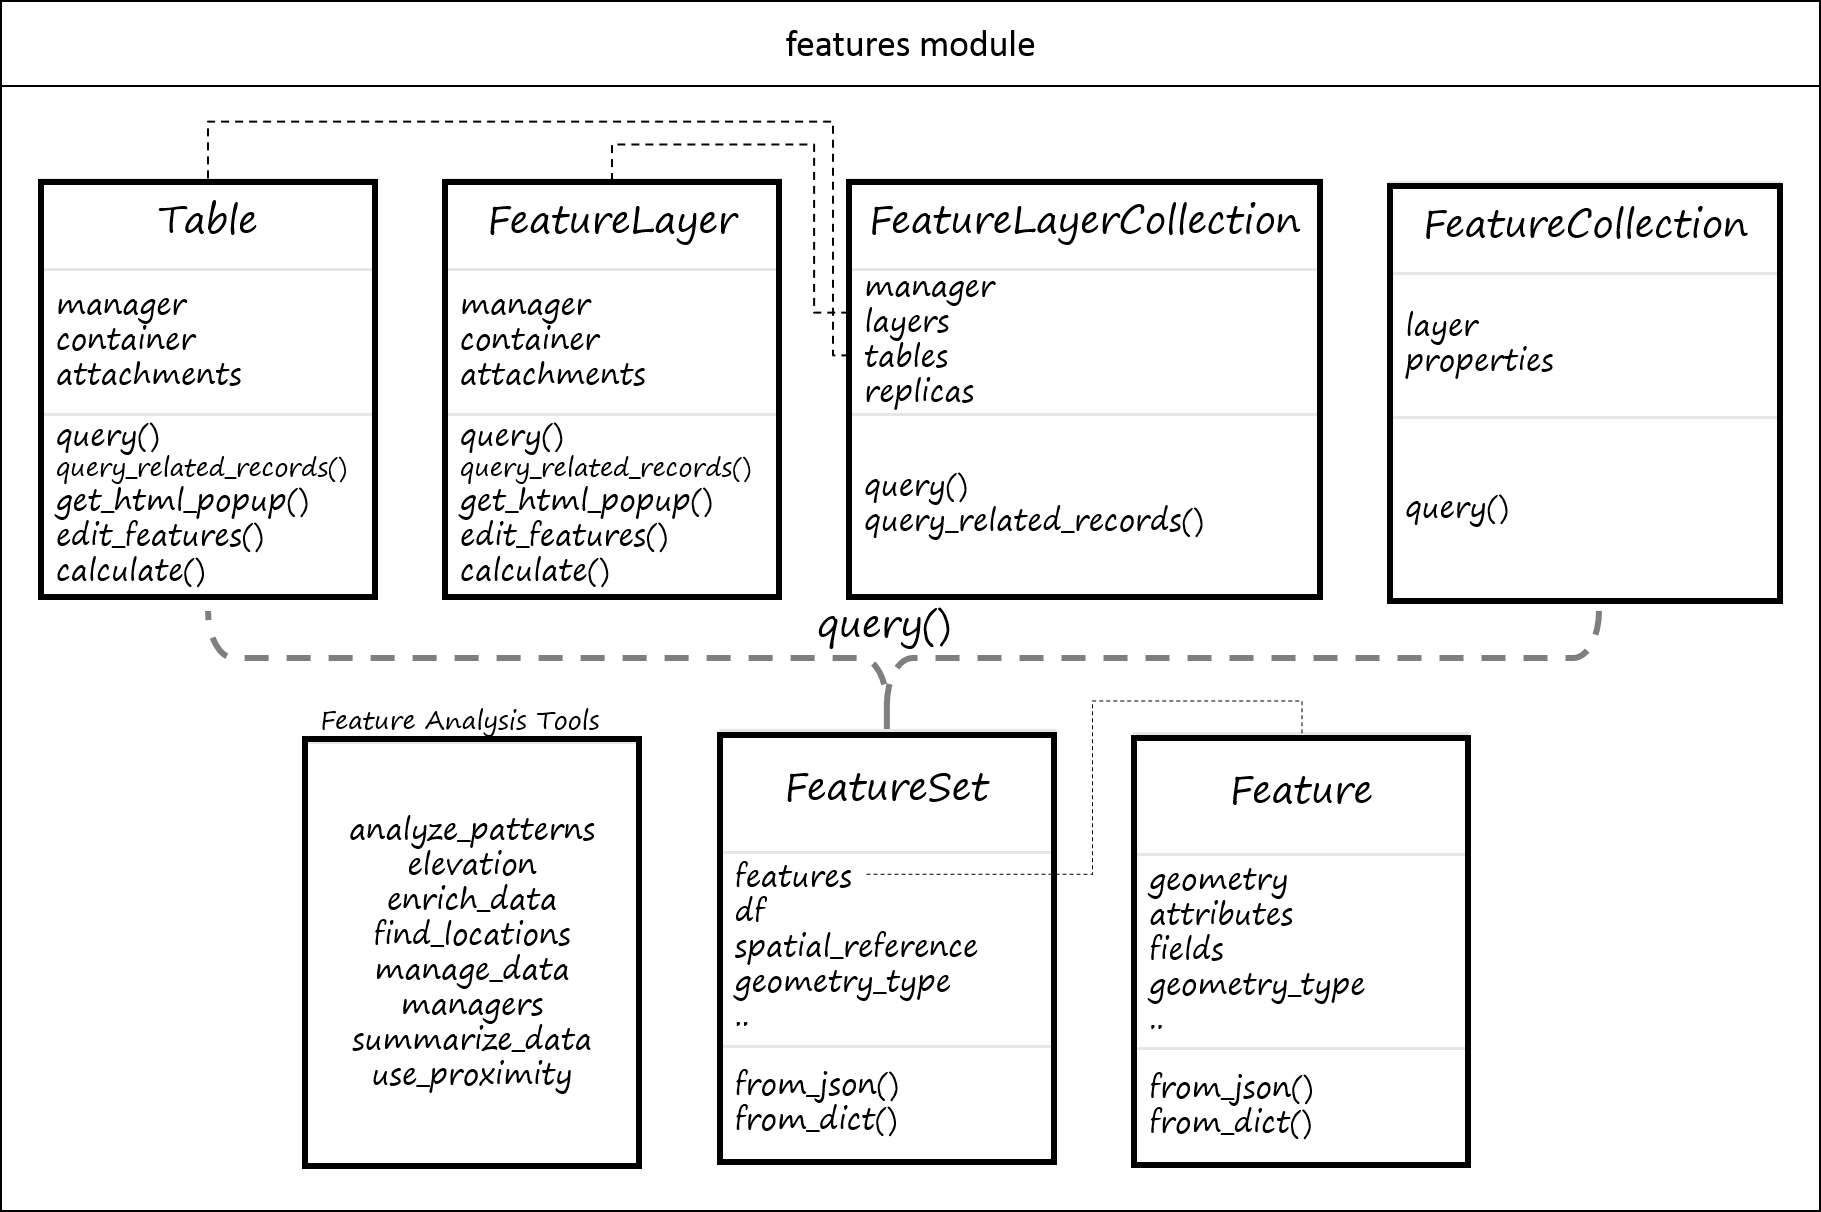 features module
Table
manager
container
attachments
query()
query_related_records()
get_html_popup()
edit_features()
calculate()
FeatureLayer
manager
container
attachments
query()
query_related_records()
get_html_popup()
edit_features()
calculate()
FeatureLayerCollection
manager
layers
tables
replicas
query()
query_related_records()
FeatureCollection
layer
properties
query()
query()
Feature Analysis Tools
analyze_patterns
elevation
enrich_data
find_locations
manage_data
managers
summarize_data
use_proximity
FeatureSet
features
df
spatial_reference
geometry_type
..
from_json()
from_dict()
Feature
geometry
attributes
fields
geometry_type
..
from_json()
from_dict()